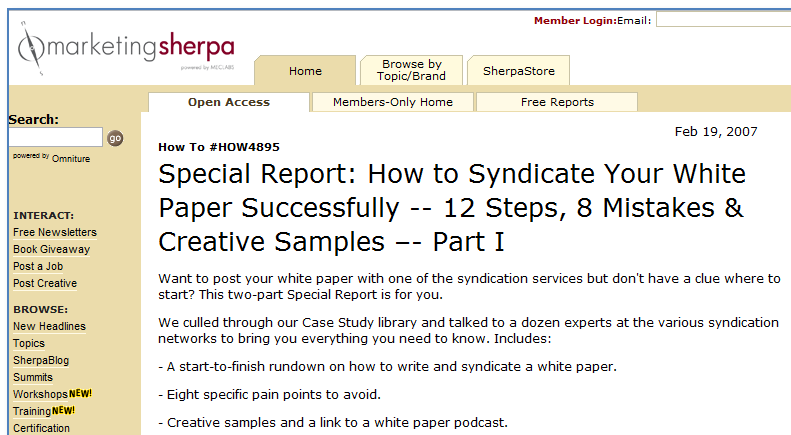 Member Login:Email:
marketingsherpa
powered by MECLABS
Home
Browse by
Topic/Brand
SherpaStore
Open Access
Members-Only Home
Free Reports
Search:
go
powered by Omniture
Feb 19, 2007
How To #HOW4895
Special Report: How to Syndicate Your White
Paper Successfully -- 12 Steps, 8 Mistakes &
Creative Samples –- Part I
INTERACT:
Free Newsletters
Book Giveaway
Post a Job
Post Creative
BROWSE:
New Headlines
Topics
SherpaBlog
Summits
Workshops NEW!
Training NEW!
Certification
Want to post your white paper with one of the syndication services but don't have a clue where to
start? This two-part Special Report is for you.
We culled through our Case Study library and talked to a dozen experts at the various syndication
networks to bring you everything you need to know. Includes:
- A start-to-finish rundown on how to write and syndicate a white paper.
- Eight specific pain points to avoid.
- Creative samples and a link to a white paper podcast.